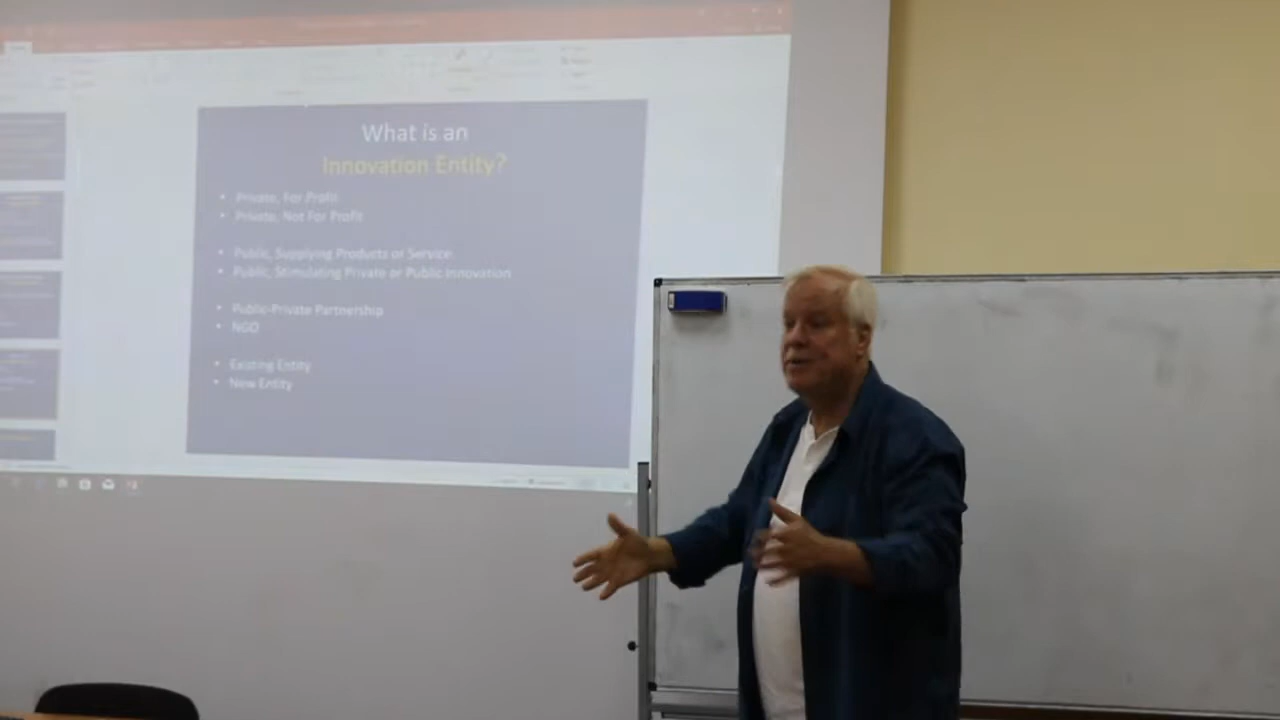 What is an
Innovation Entity?
• Private, For Profit
• Private, Not For Profit
• Public, Supplying Products or Service
• Public, Stimulating Private or Public Innovation
• Public-Private Partnership
• NGO
• Existing Entity
• New Entity